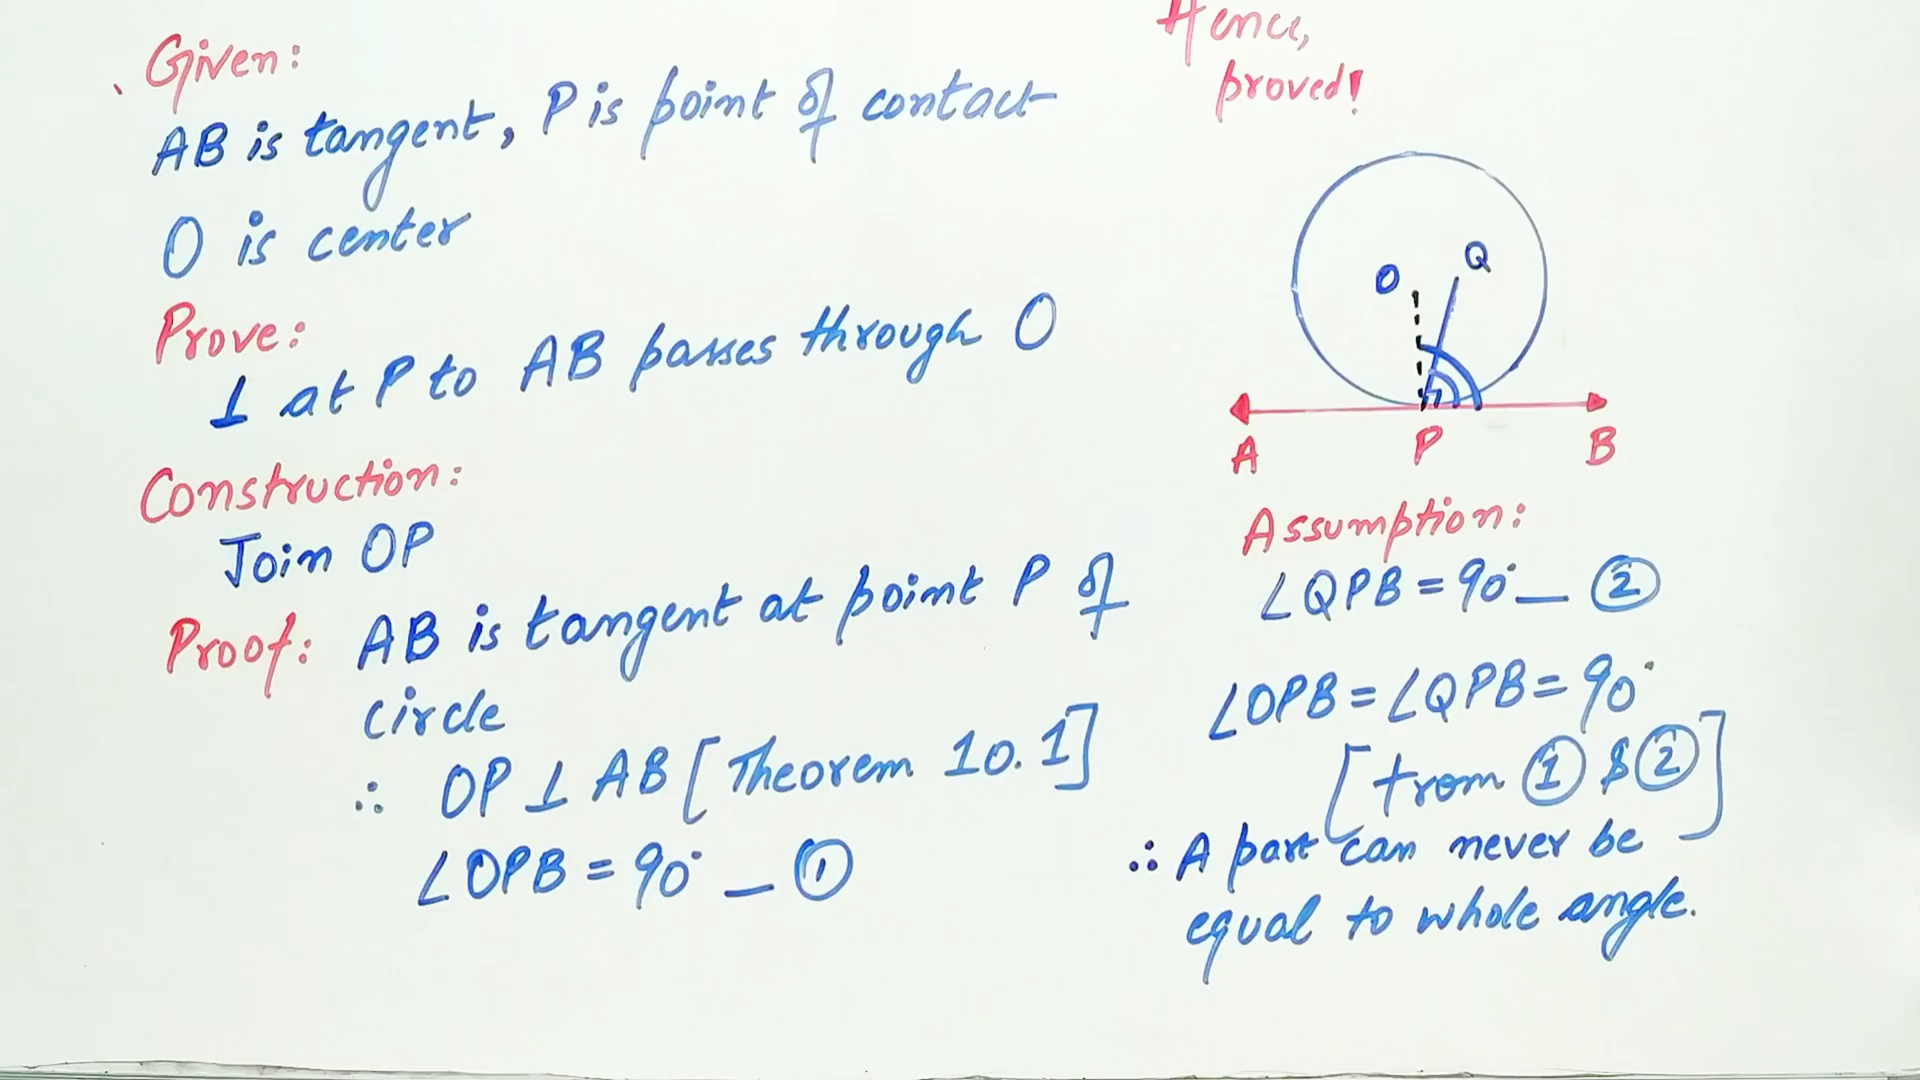 Given:
AB is tangent, P is point of contact
O is center
Prove:
⊥ at P to AB passes through O
Construction:
Join OP
Proof: AB is tangent at point P of
circle
∴ OP ⊥ AB [Theorem 10.1]
∠OPB = 90° — ①
Hence,
proved!
O
Q
A
P
B
Assumption:
∠QPB = 90° — ②
∠OPB = ∠QPB = 90°
[from ① & ②]
∴ A part can never be
equal to whole angle.